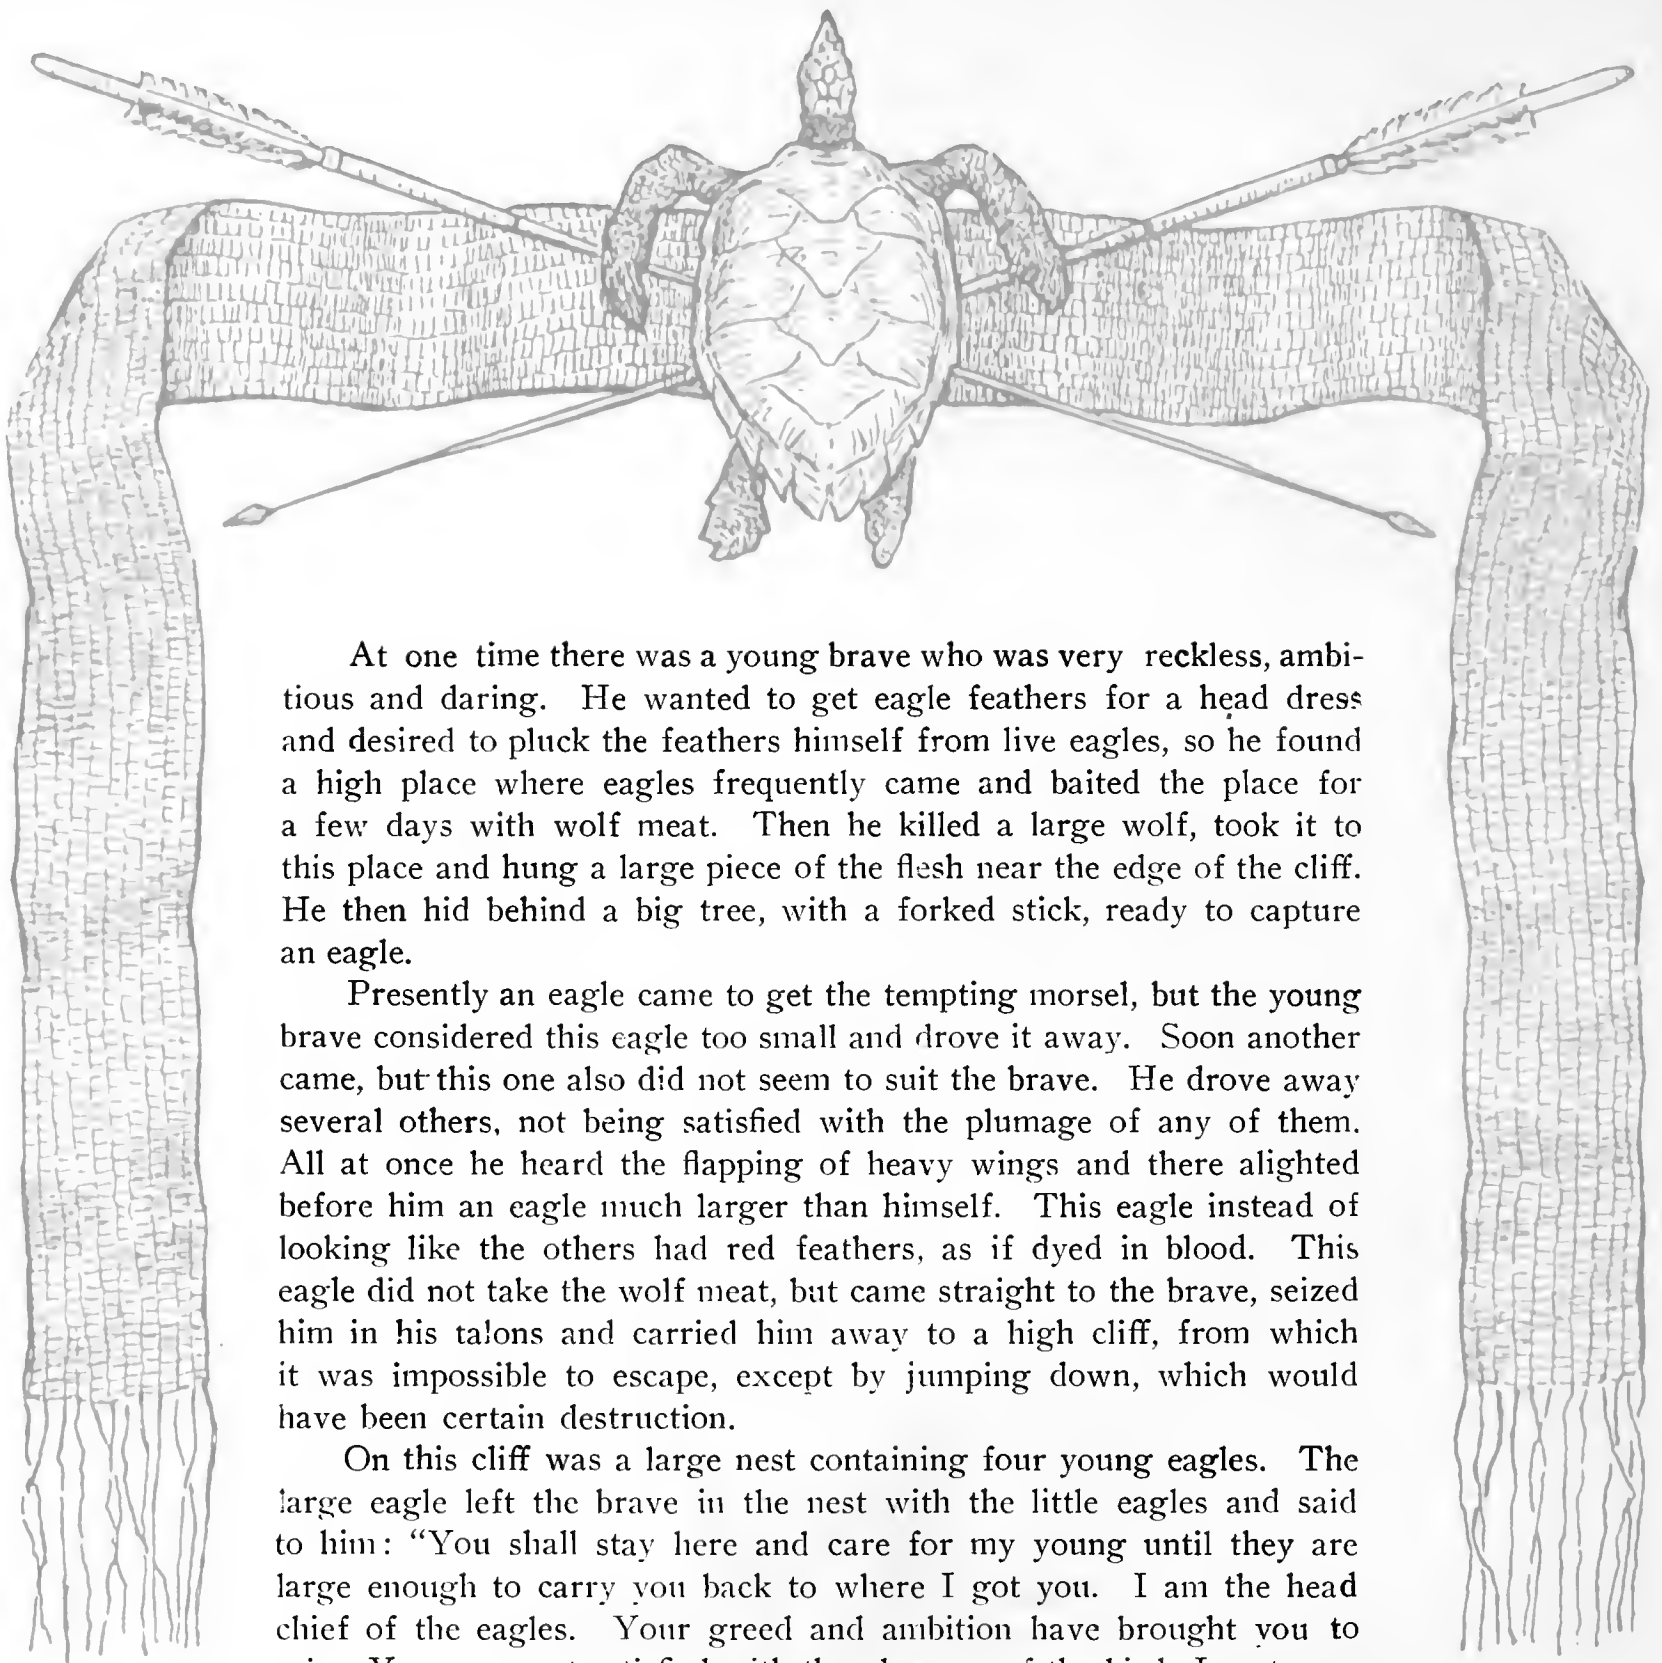 At one time there was a young brave who was very reckless, ambi-
tious and daring. He wanted to get eagle feathers for a head dress
and desired to pluck the feathers himself from live eagles, so he found
a high place where eagles frequently came and baited the place for
a few days with wolf meat. Then he killed a large wolf, took it to
this place and hung a large piece of the flesh near the edge of the cliff.
He then hid behind a big tree, with a forked stick, ready to capture
an eagle.
Presently an eagle came to get the tempting morsel, but the young
brave considered this eagle too small and drove it away. Soon another
came, but this one also did not seem to suit the brave. He drove away
several others, not being satisfied with the plumage of any of them.
All at once he heard the flapping of heavy wings and there alighted
before him an eagle much larger than himself. This eagle instead of
looking like the others had red feathers, as if dyed in blood. This
eagle did not take the wolf meat, but came straight to the brave, seized
him in his talons and carried him away to a high cliff, from which
it was impossible to escape, except by jumping down, which would
have been certain destruction.
On this cliff was a large nest containing four young eagles. The
large eagle left the brave in the nest with the little eagles and said
to him: “You shall stay here and care for my young until they are
large enough to carry you back to where I got you. I am the head
chief of the eagles. Your greed and ambition have brought you to